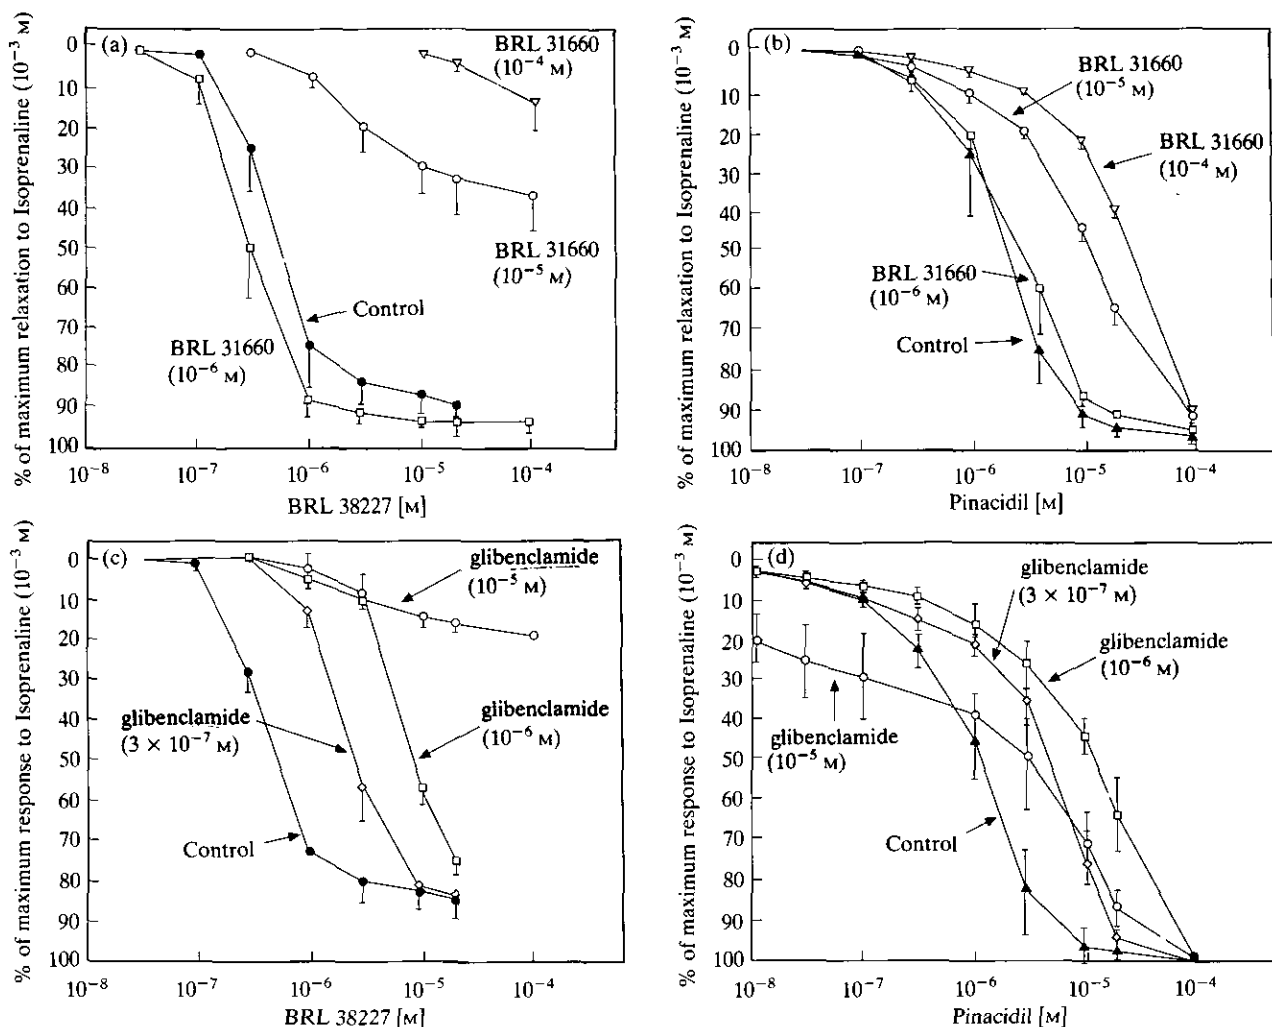 % of maximum relaxation to Isoprenaline (10⁻³ M)
(a)
0
10
20
30
40
50
60
70
80
90
100
BRL 31660
(10⁻⁴ M)
BRL 31660
(10⁻⁵ M)
Control
BRL 31660
(10⁻⁶ M)
10⁻⁸ 10⁻⁷ 10⁻⁶ 10⁻⁵ 10⁻⁴
BRL 38227 [M]
% of maximum relaxation to Isoprenaline (10⁻³ M)
(b)
0
10
20
30
40
50
60
70
80
90
100
BRL 31660
(10⁻⁵ M)
BRL 31660
(10⁻⁴ M)
BRL 31660
(10⁻⁶ M)
Control
10⁻⁸ 10⁻⁷ 10⁻⁶ 10⁻⁵ 10⁻⁴
Pinacidil [M]
% of maximum response to Isoprenaline (10⁻³ M)
(c)
0
10
20
30
40
50
60
70
80
90
100
glibenclamide
(10⁻⁵ M)
glibenclamide
(3 × 10⁻⁷ M)
glibenclamide
(10⁻⁶ M)
Control
10⁻⁸ 10⁻⁷ 10⁻⁶ 10⁻⁵ 10⁻⁴
BRL 38227 [M]
% of maximum response to Isoprenaline (10⁻³ M)
(d)
0
10
20
30
40
50
60
70
80
90
100
glibenclamide
(3 × 10⁻⁷ M)
glibenclamide
(10⁻⁶ M)
glibenclamide
(10⁻⁵ M)
Control
10⁻⁸ 10⁻⁷ 10⁻⁶ 10⁻⁵ 10⁻⁴
Pinacidil [M]